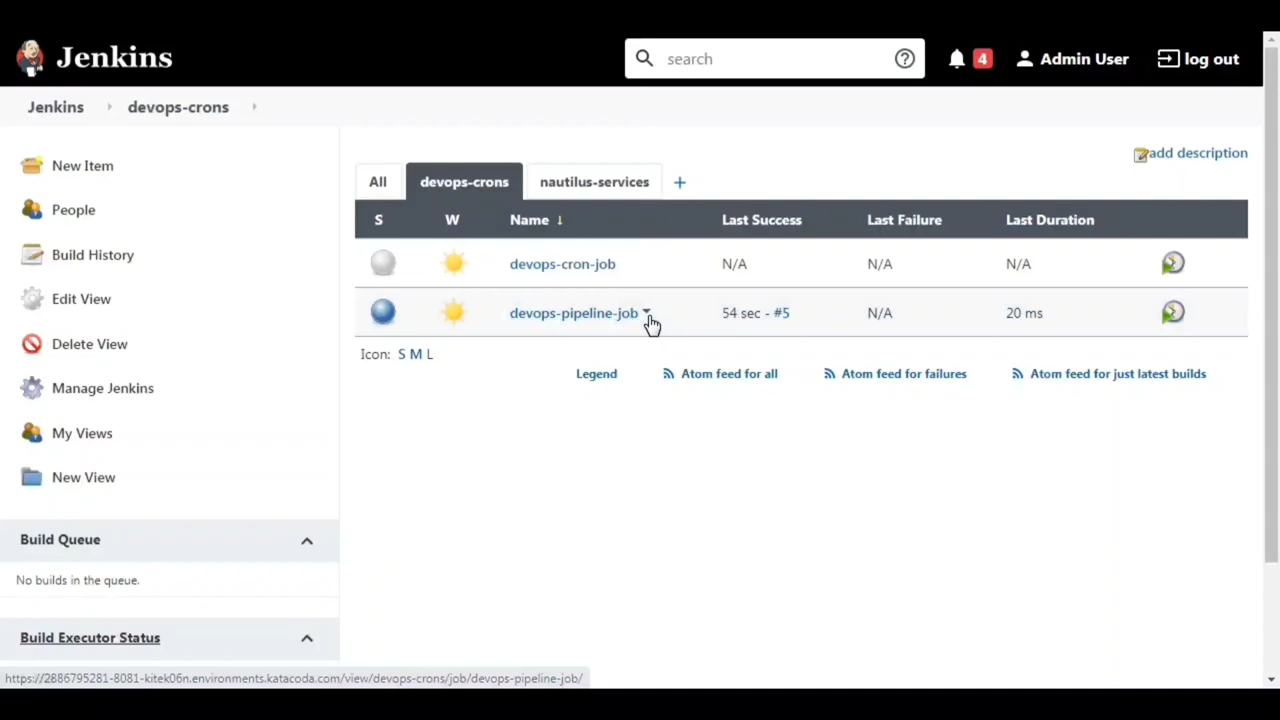 Jenkins
search
4
Admin User
log out
Jenkins
devops-crons
New Item
People
Build History
Edit View
Delete View
Manage Jenkins
My Views
New View
Build Queue
No builds in the queue.
Build Executor Status
add description
All devops-crons nautilus-services +
S W Name ↓ Last Success Last Failure Last Duration
devops-cron-job N/A N/A N/A
devops-pipeline-job 54 sec - #5 N/A 20 ms
Icon: S M L
Legend Atom feed for all Atom feed for failures Atom feed for just latest builds
https://2886795281-8081-kitek06n.environments.katacoda.com/view/devops-crons/job/devops-pipeline-job/